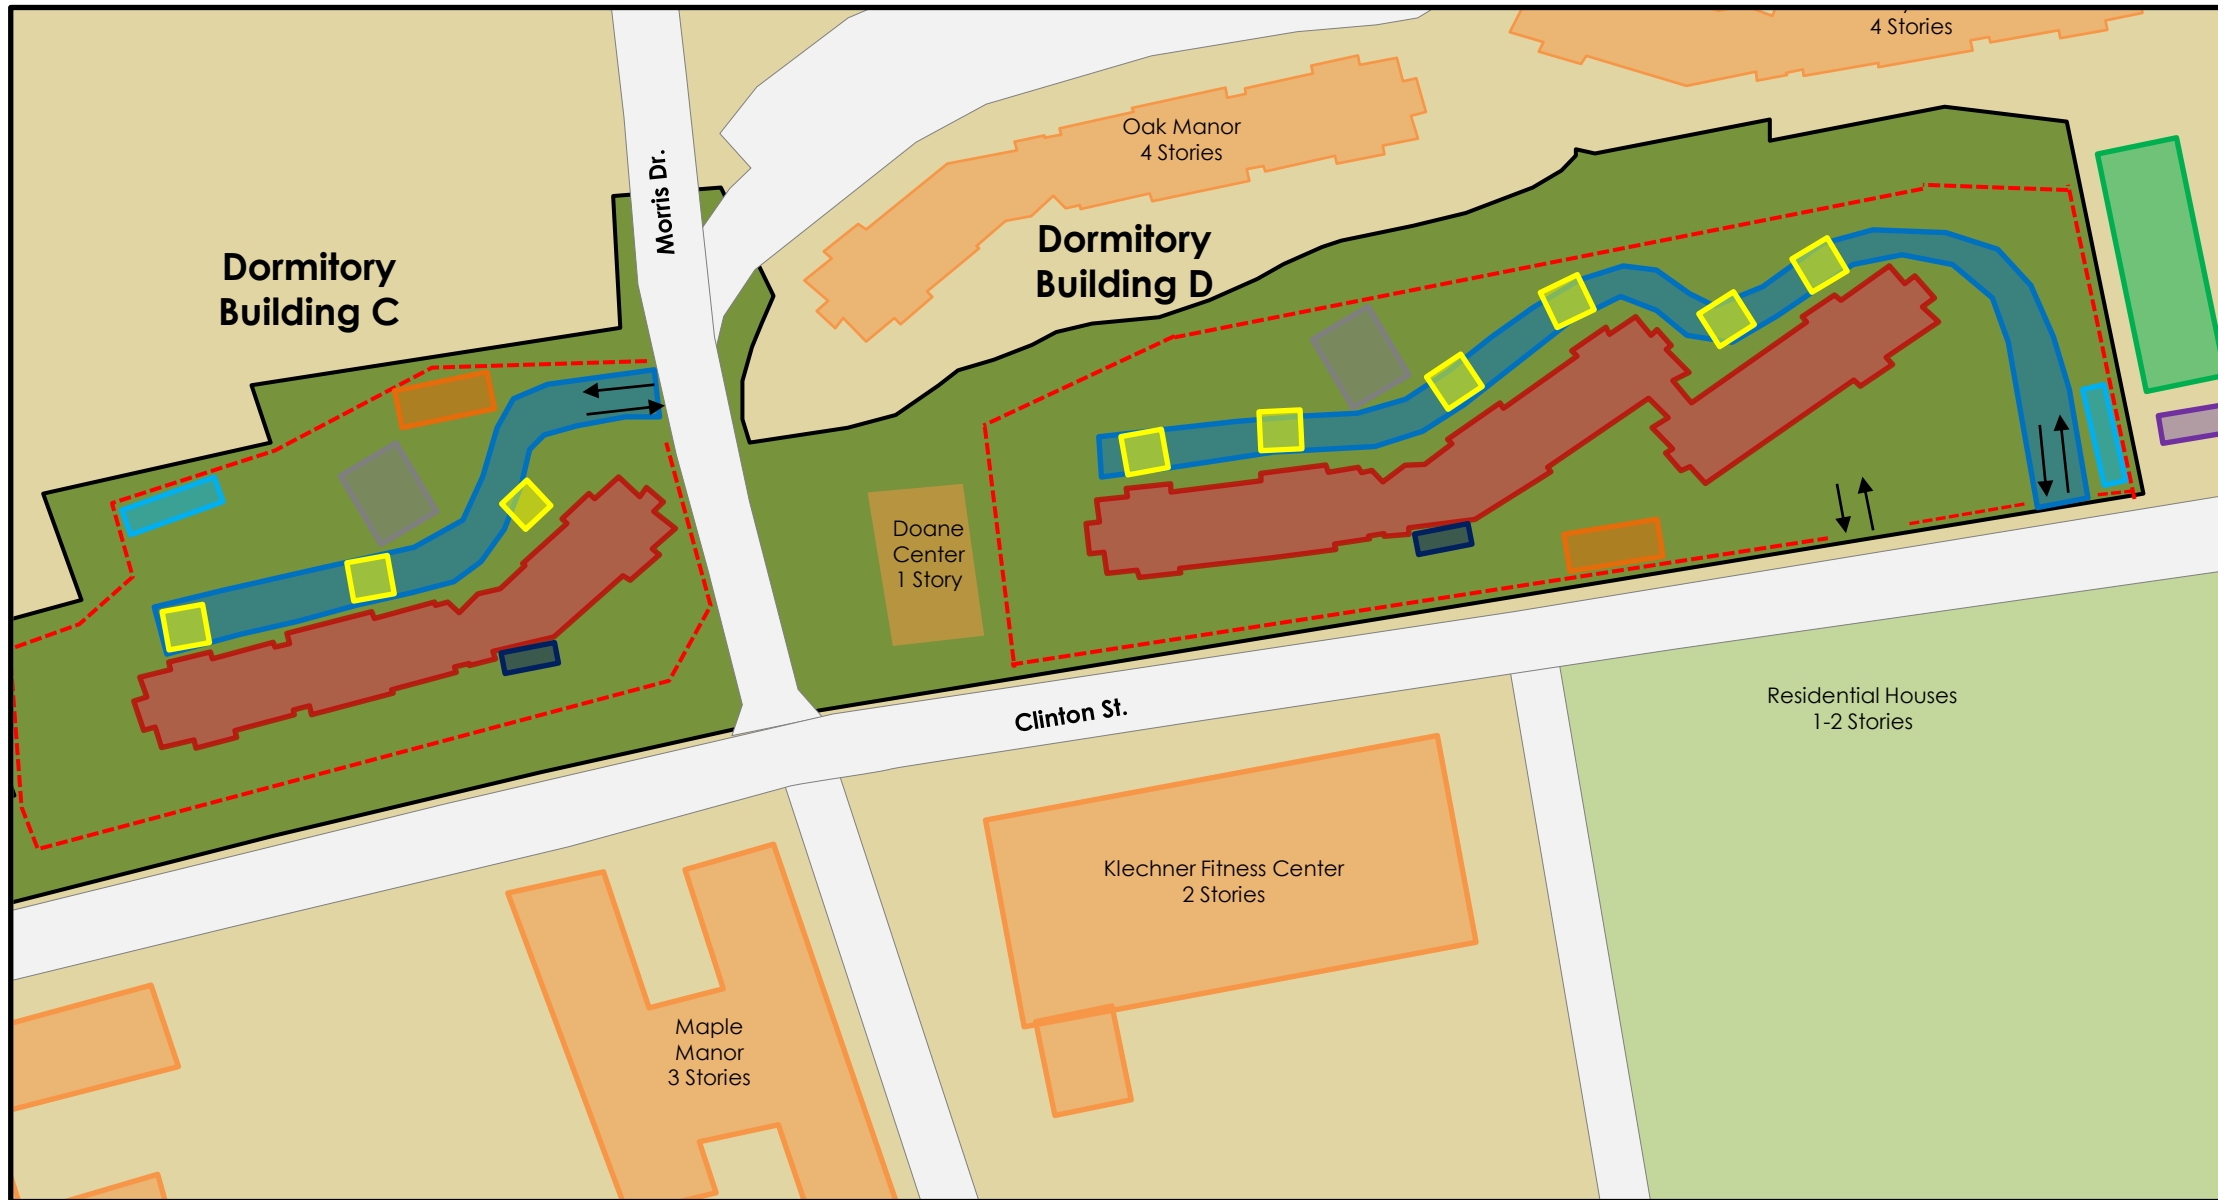 4 Stories
Oak Manor
4 Stories
Morris Dr.
Dormitory
Building C
Dormitory
Building D
Doane
Center
1 Story
Clinton St.
Residential Houses
1-2 Stories
Klechner Fitness Center
2 Stories
Maple
Manor
3 Stories